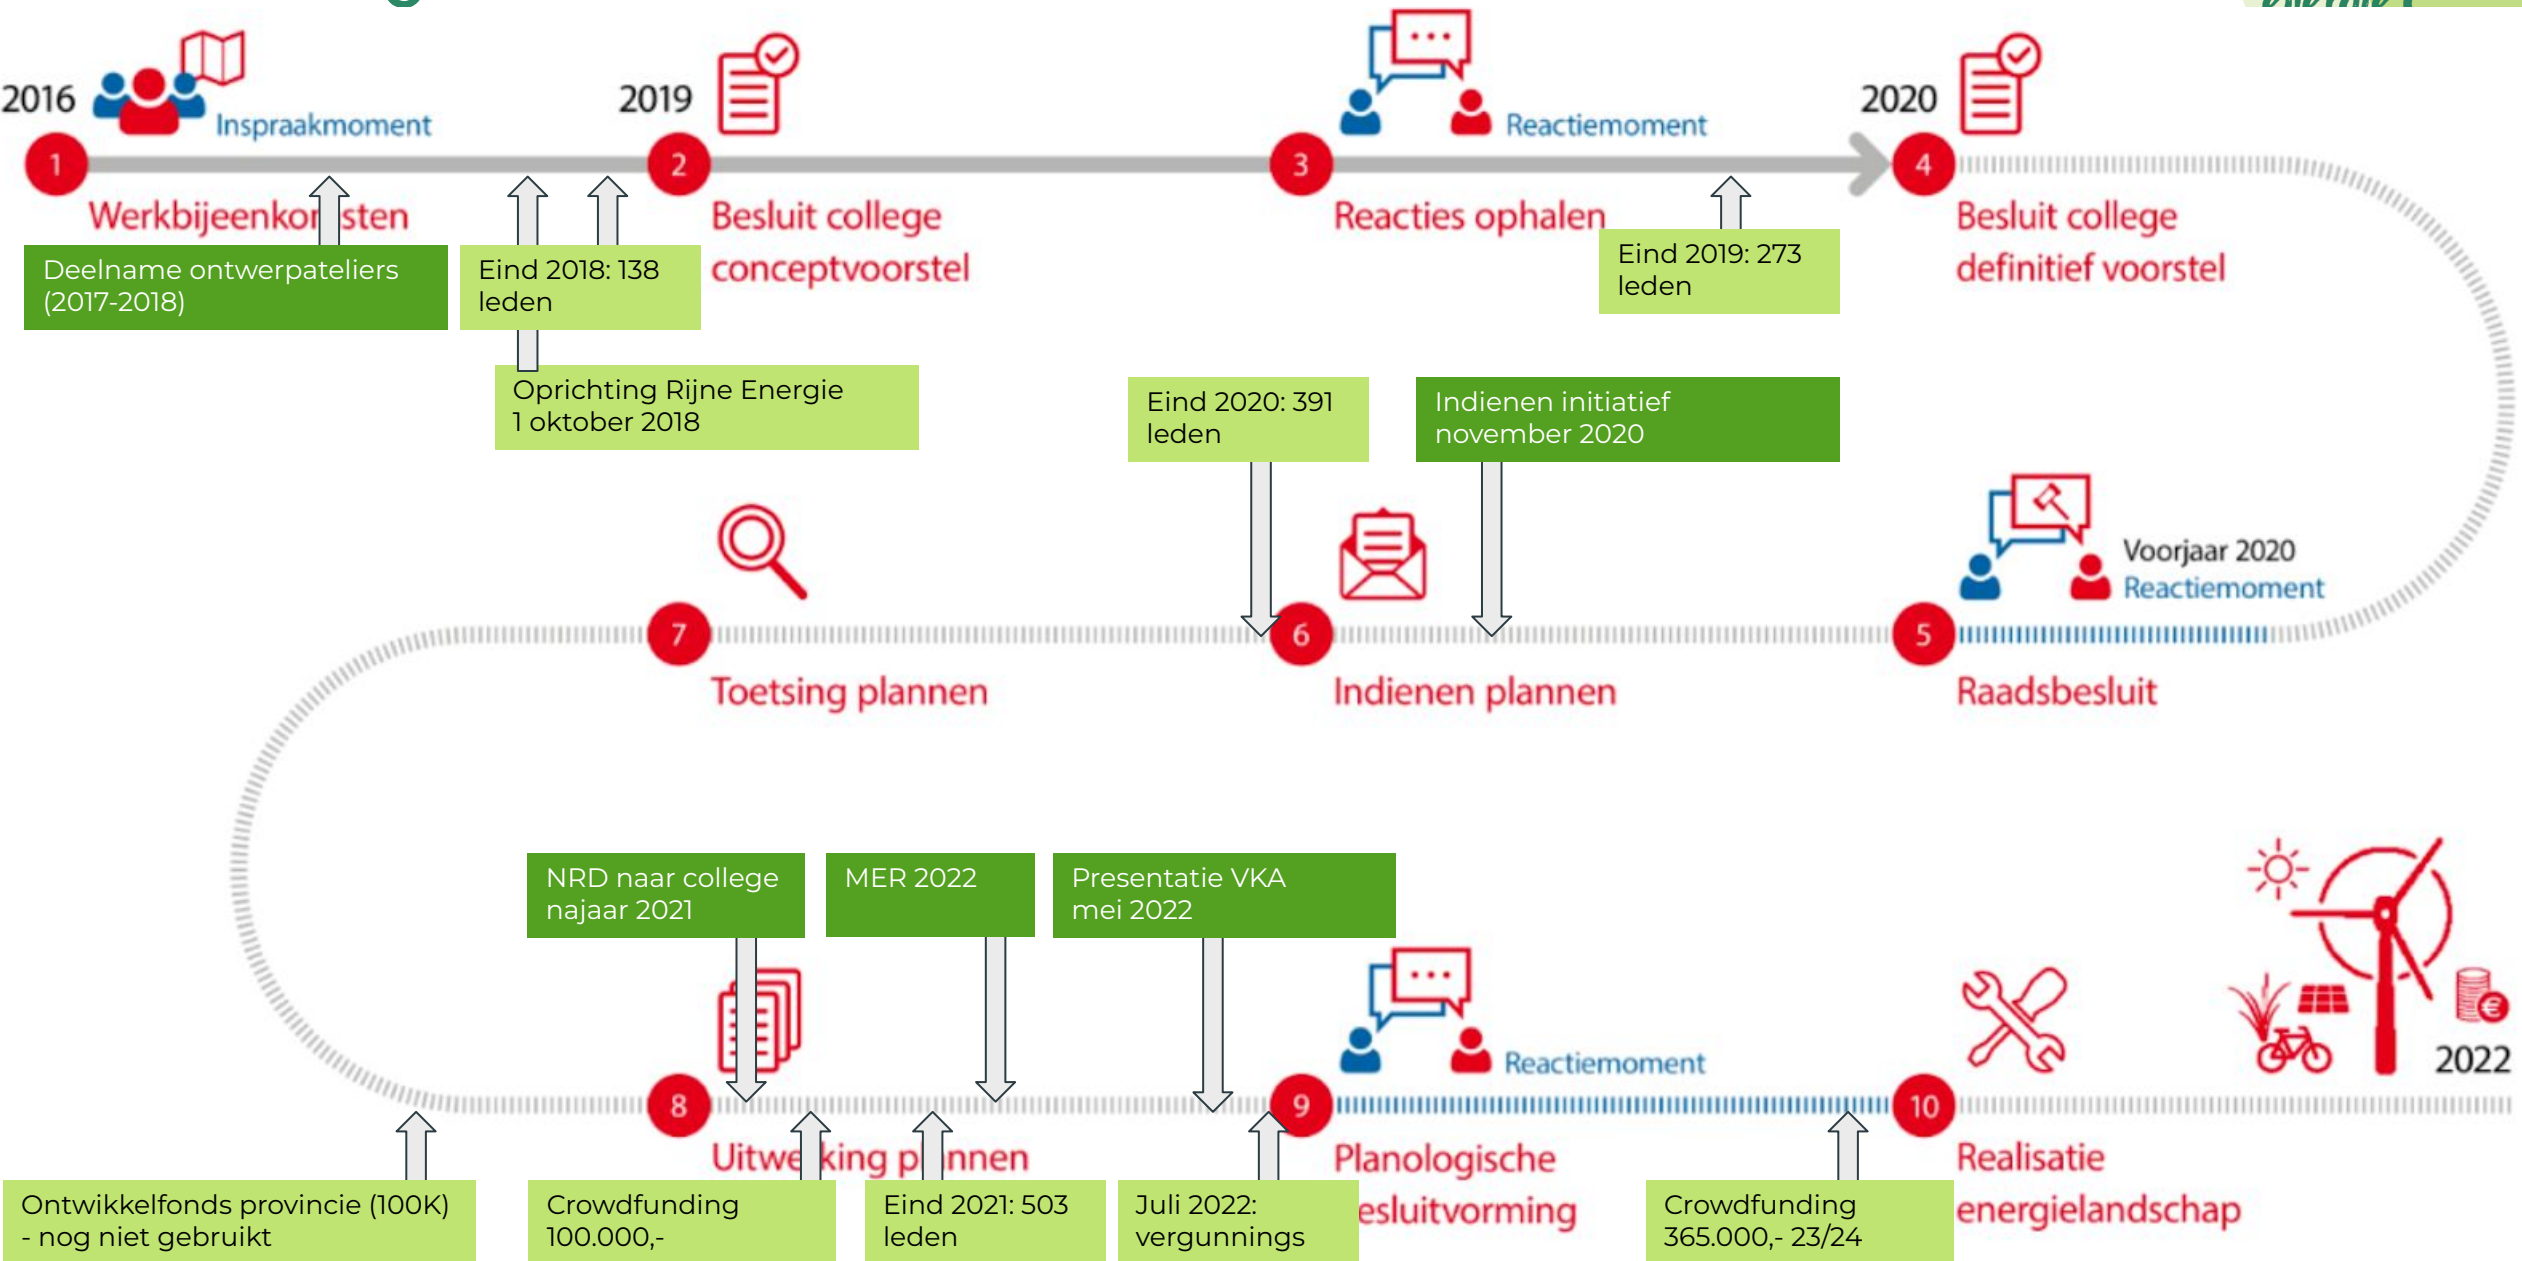 2016
Inspraakmoment
2019
Reactiemoment
2020
1
2
3
4
Werkbijeenkomsten
Besluit college
conceptvoorstel
Reacties ophalen
Besluit college
definitief voorstel
Deelname ontwerpateliers
(2017-2018)
Eind 2018: 138
leden
Eind 2019: 273
leden
Oprichting Rijne Energie
1 oktober 2018
Eind 2020: 391
leden
Indienen initiatief
november 2020
Voorjaar 2020
Reactiemoment
7
6
5
Toetsing plannen
Indienen plannen
Raadsbesluit
NRD naar college
najaar 2021
MER 2022
Presentatie VKA
mei 2022
Reactiemoment
2022
8
9
10
Uitwerking plannen
Planologische
esluitvorming
Realisatie
energielandschap
Ontwikkelfonds provincie (100K)
- nog niet gebruikt
Crowdfunding
100.000,-
Eind 2021: 503
leden
Juli 2022:
vergunnings
Crowdfunding
365.000,- 23/24